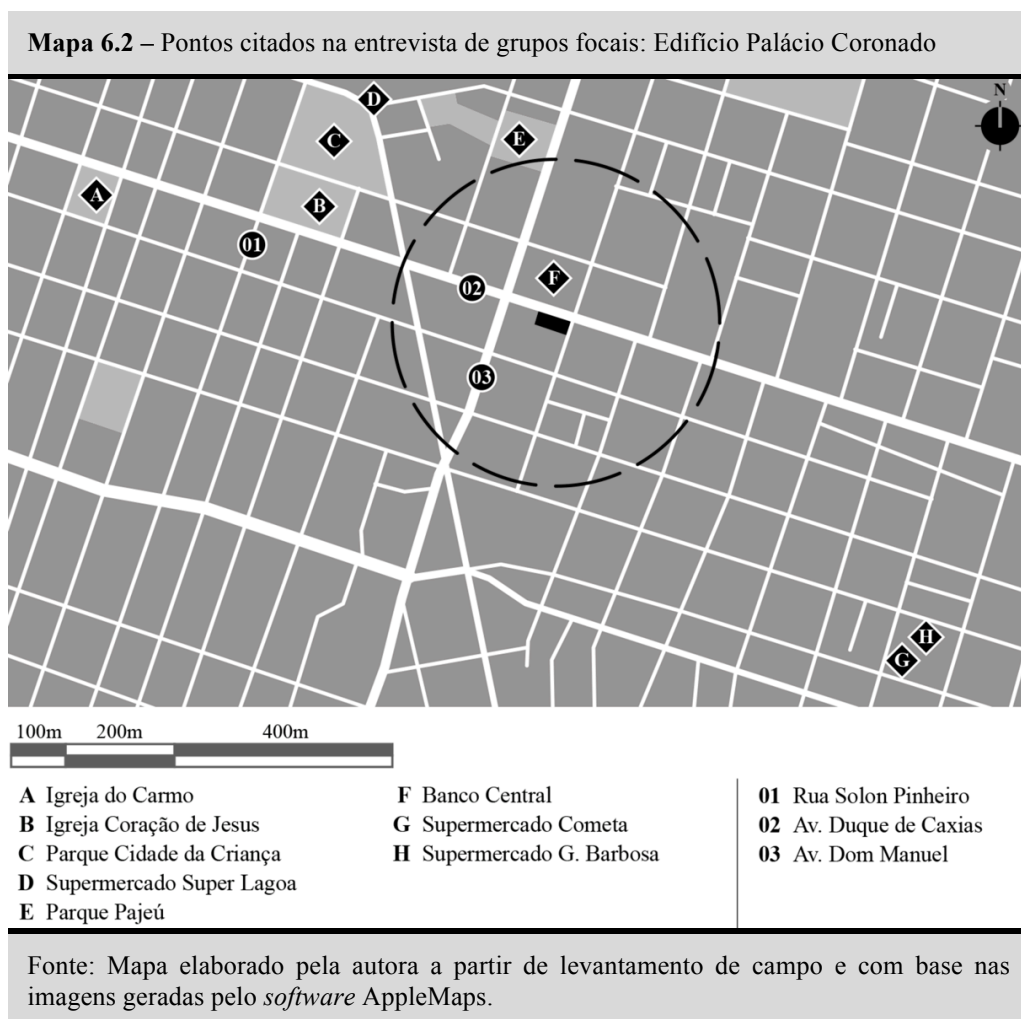 Mapa 6.2 – Pontos citados na entrevista de grupos focais: Edifício Palácio Coronado
N
D
C
E
A
B
01
F
02
03
H
G
100m 200m 400m
A Igreja do Carmo
B Igreja Coração de Jesus
C Parque Cidade da Criança
D Supermercado Super Lagoa
E Parque Pajeú
F Banco Central
G Supermercado Cometa
H Supermercado G. Barbosa
01 Rua Solon Pinheiro
02 Av. Duque de Caxias
03 Av. Dom Manuel
Fonte: Mapa elaborado pela autora a partir de levantamento de campo e com base nas
imagens geradas pelo software AppleMaps.